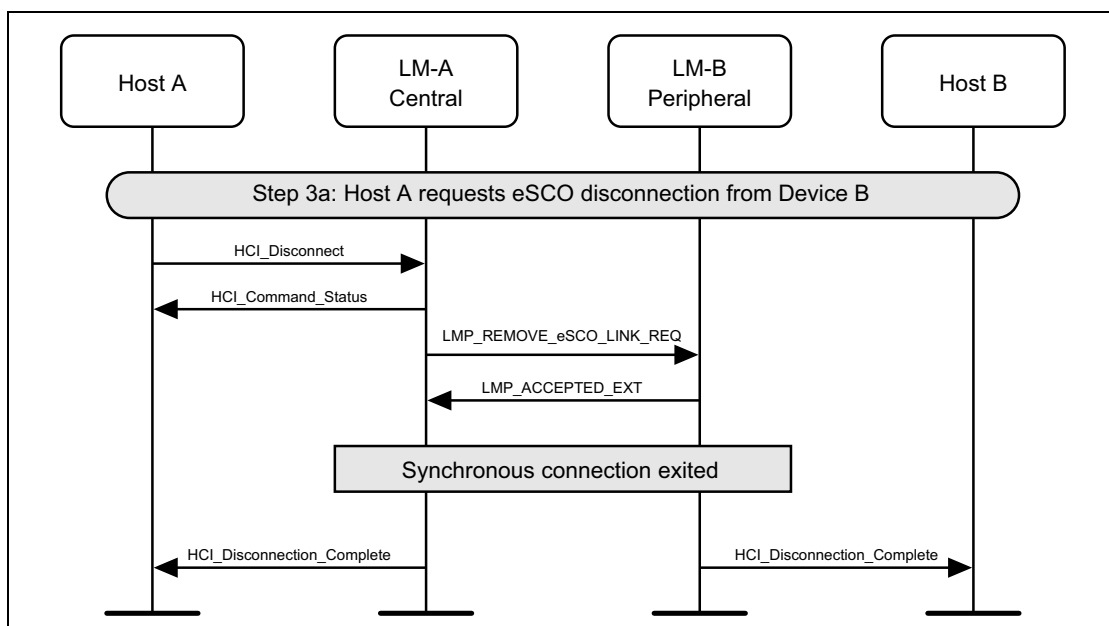 Host A
LM-A
Central
LM-B
Peripheral
Host B
Step 3a: Host A requests eSCO disconnection from Device B
HCI_Disconnect
HCI_Command_Status
LMP_REMOVE_eSCO_LINK_REQ
LMP_ACCEPTED_EXT
Synchronous connection exited
HCI_Disconnection_Complete
HCI_Disconnection_Complete